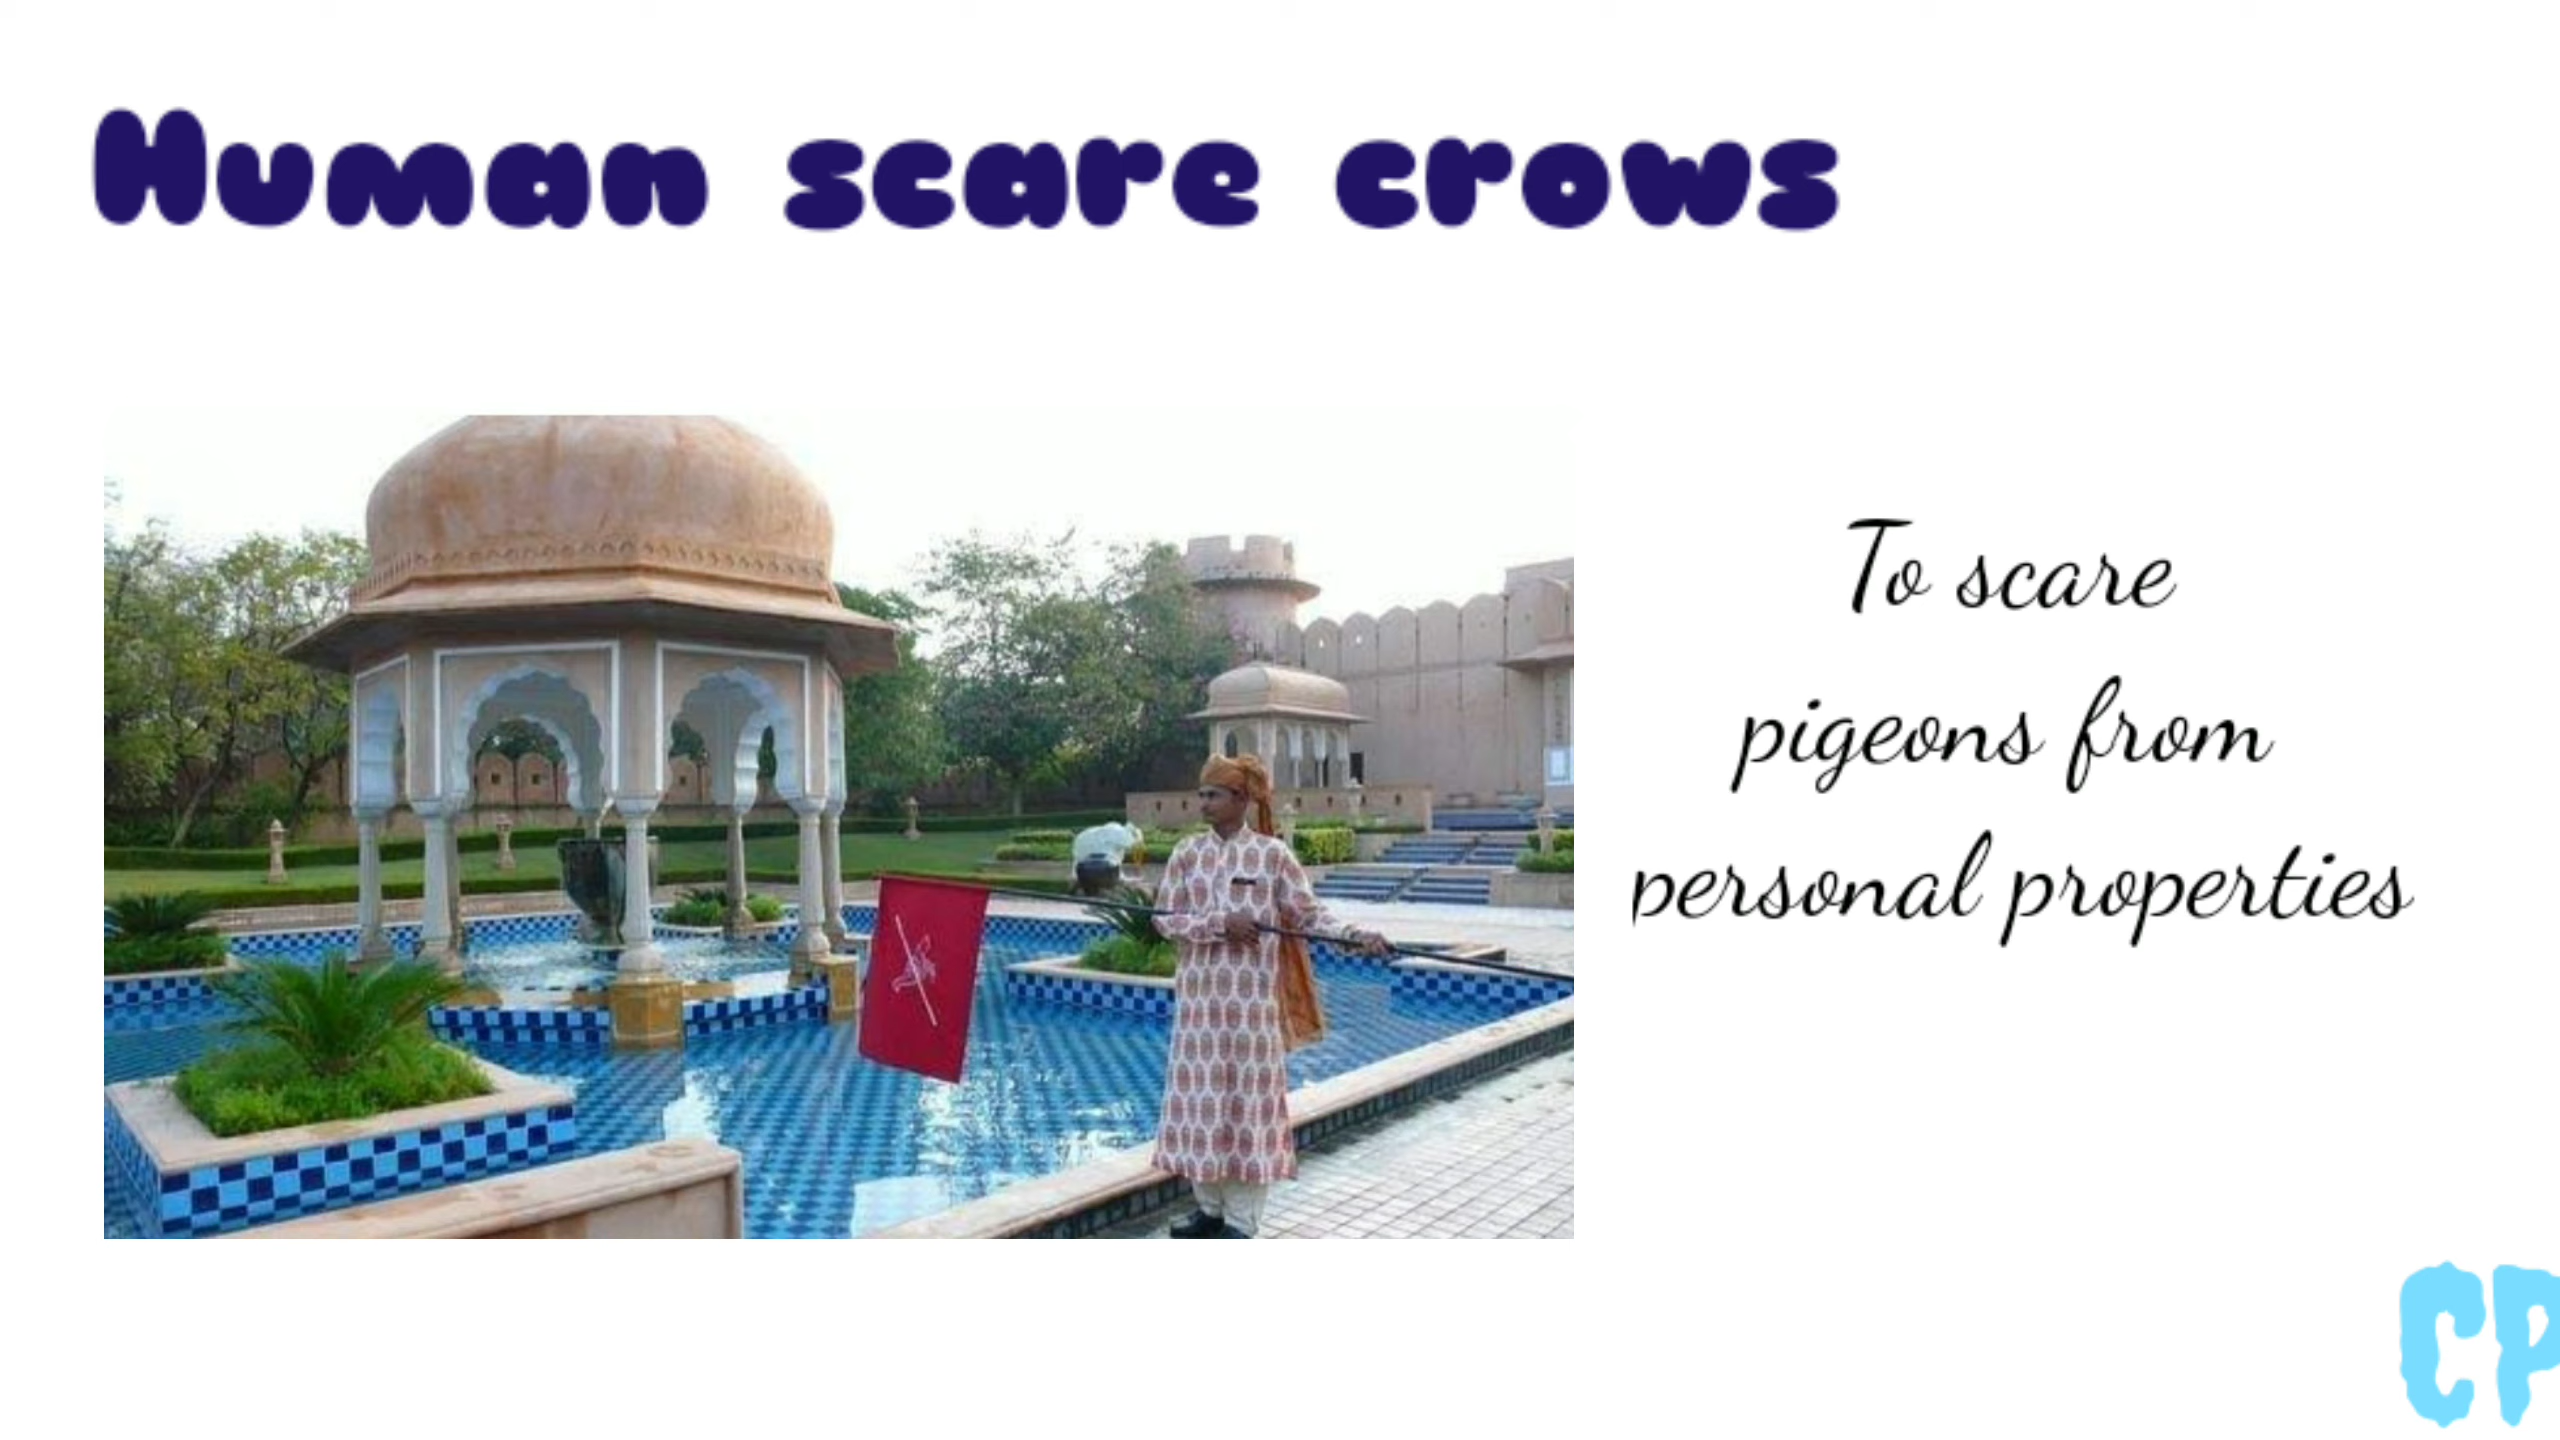 Human scare crows
To scare
pigeons from
personal properties
CP